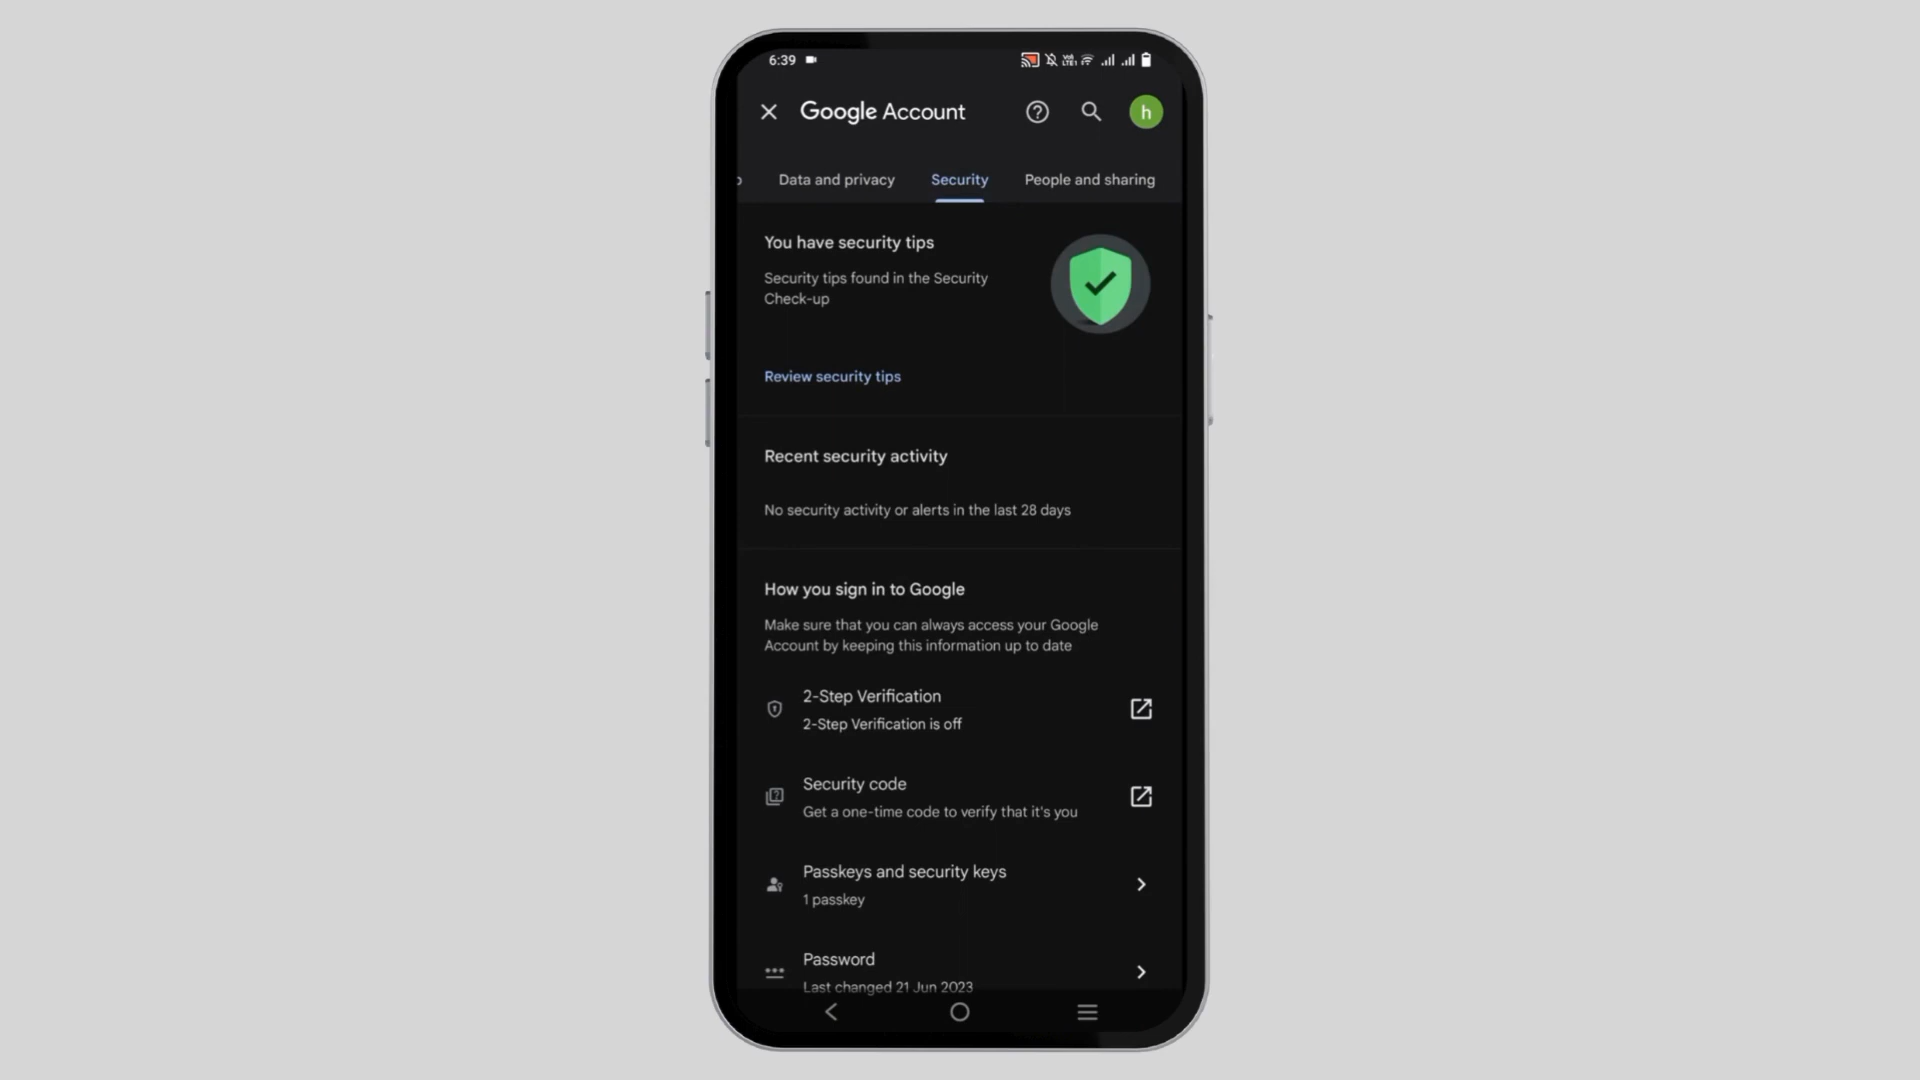 6:39
Google Account
h
Data and privacy
Security
People and sharing
You have security tips
Security tips found in the Security
Check-up
Review security tips
Recent security activity
No security activity or alerts in the last 28 days
How you sign in to Google
Make sure that you can always access your Google
Account by keeping this information up to date
2-Step Verification
2-Step Verification is off
Security code
Get a one-time code to verify that it's you
Passkeys and security keys
1 passkey
Password
Last changed 21 Jun 2023